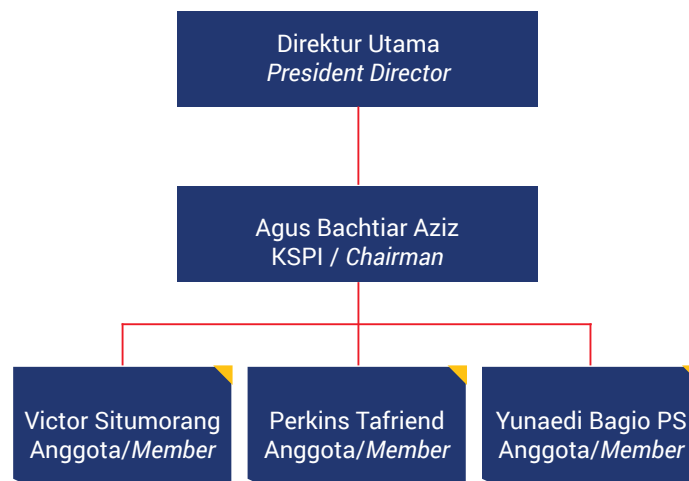 Direktur Utama
President Director
Agus Bachtiar Aziz
KSPI / Chairman
Victor Situmorang
Anggota/Member
Perkins Tafriend
Anggota/Member
Yunaedi Bagio PS
Anggota/Member